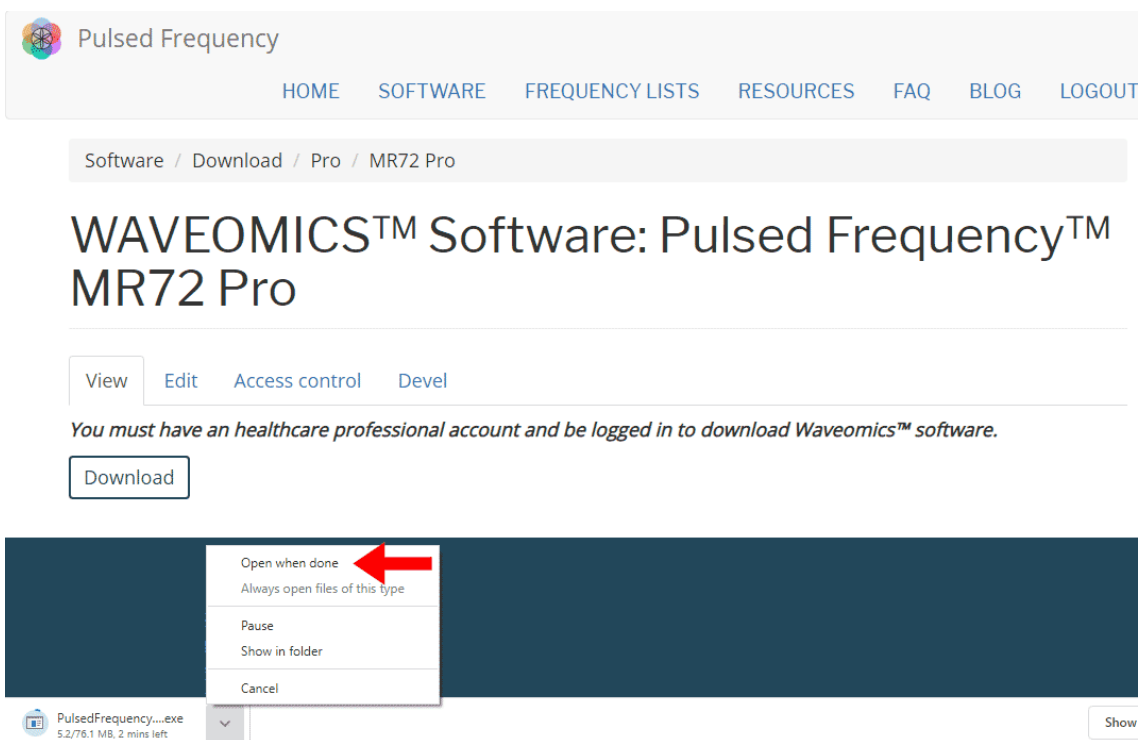 Pulsed Frequency
HOME SOFTWARE FREQUENCY LISTS RESOURCES FAQ BLOG LOGOUT
Software / Download / Pro / MR72 Pro
WAVEOMICS™ Software: Pulsed Frequency™
MR72 Pro
View Edit Access control Devel
You must have an healthcare professional account and be logged in to download Waveomics™ software.
Download
Open when done
Always open files of this type
Pause
Show in folder
Cancel
PulsedFrequency....exe
5.2/76.1 MB, 2 mins left
Show